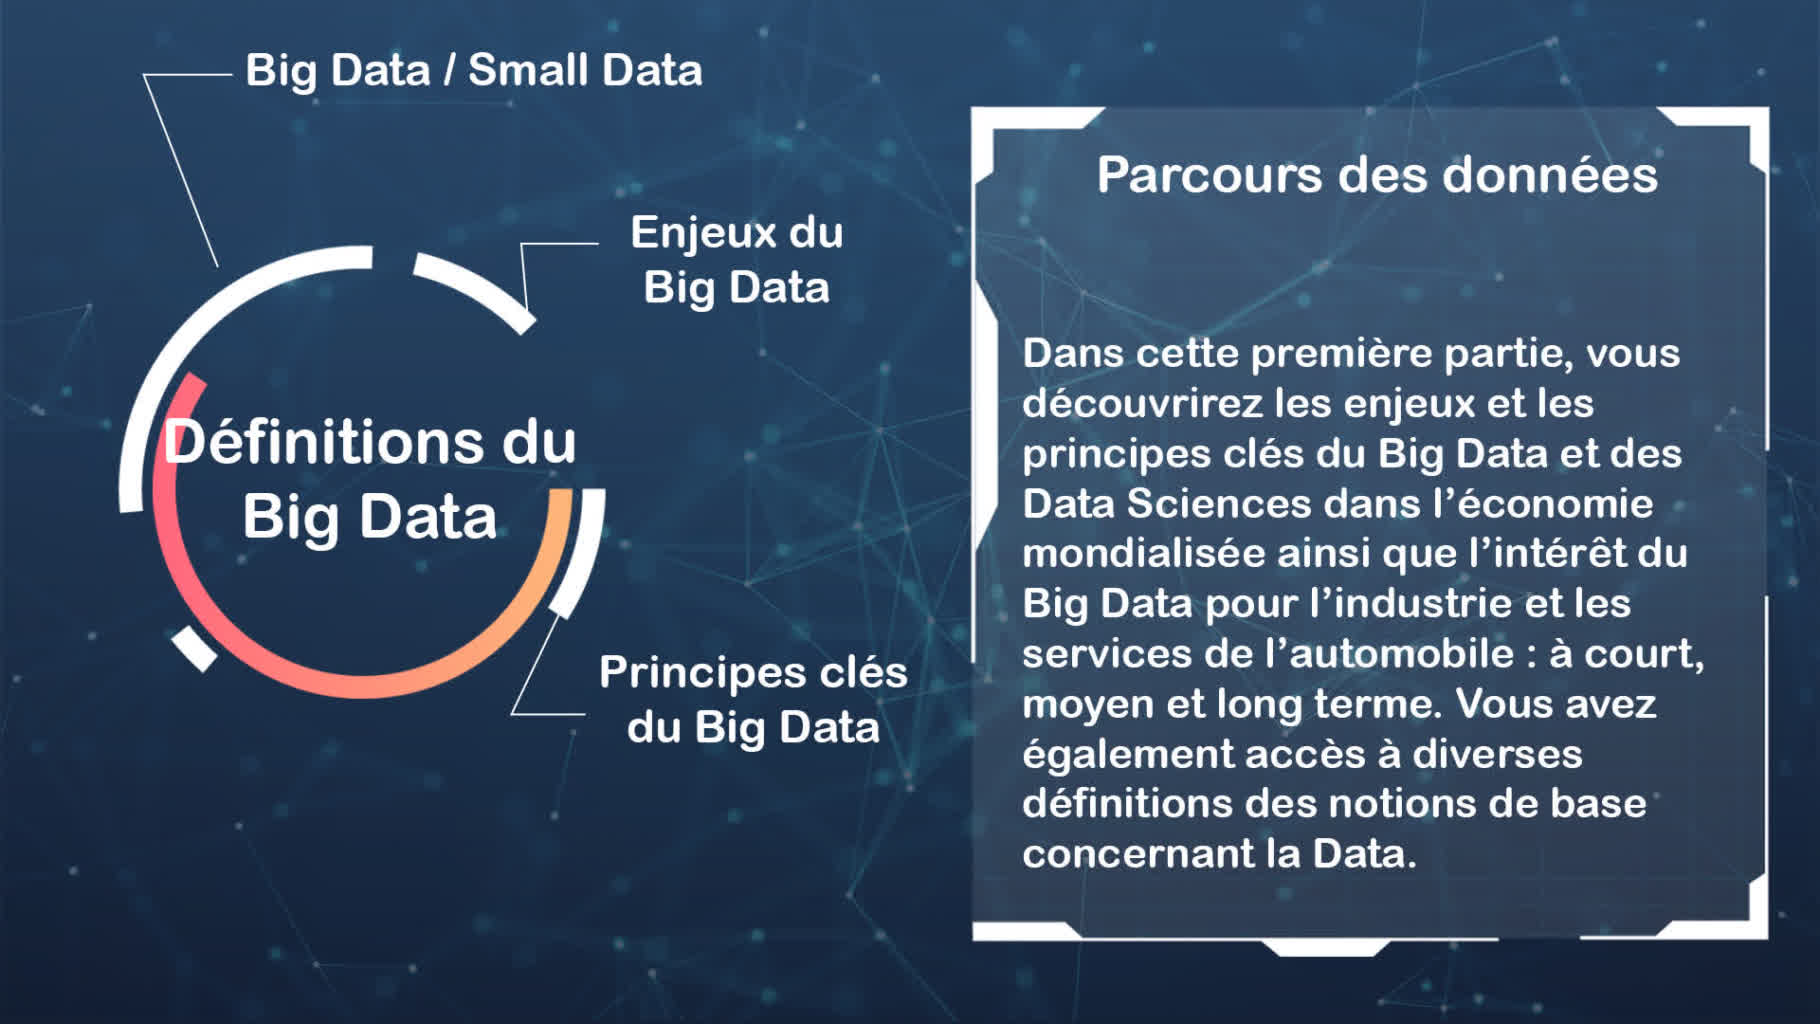 Big Data / Small Data
Enjeux du
Big Data
Définitions du
Big Data
Principes clés
du Big Data
Parcours des données
Dans cette première partie, vous
découvrirez les enjeux et les
principes clés du Big Data et des
Data Sciences dans l’économie
mondialisée ainsi que l’intérêt du
Big Data pour l’industrie et les
services de l’automobile : à court,
moyen et long terme. Vous avez
également accès à diverses
définitions des notions de base
concernant la Data.